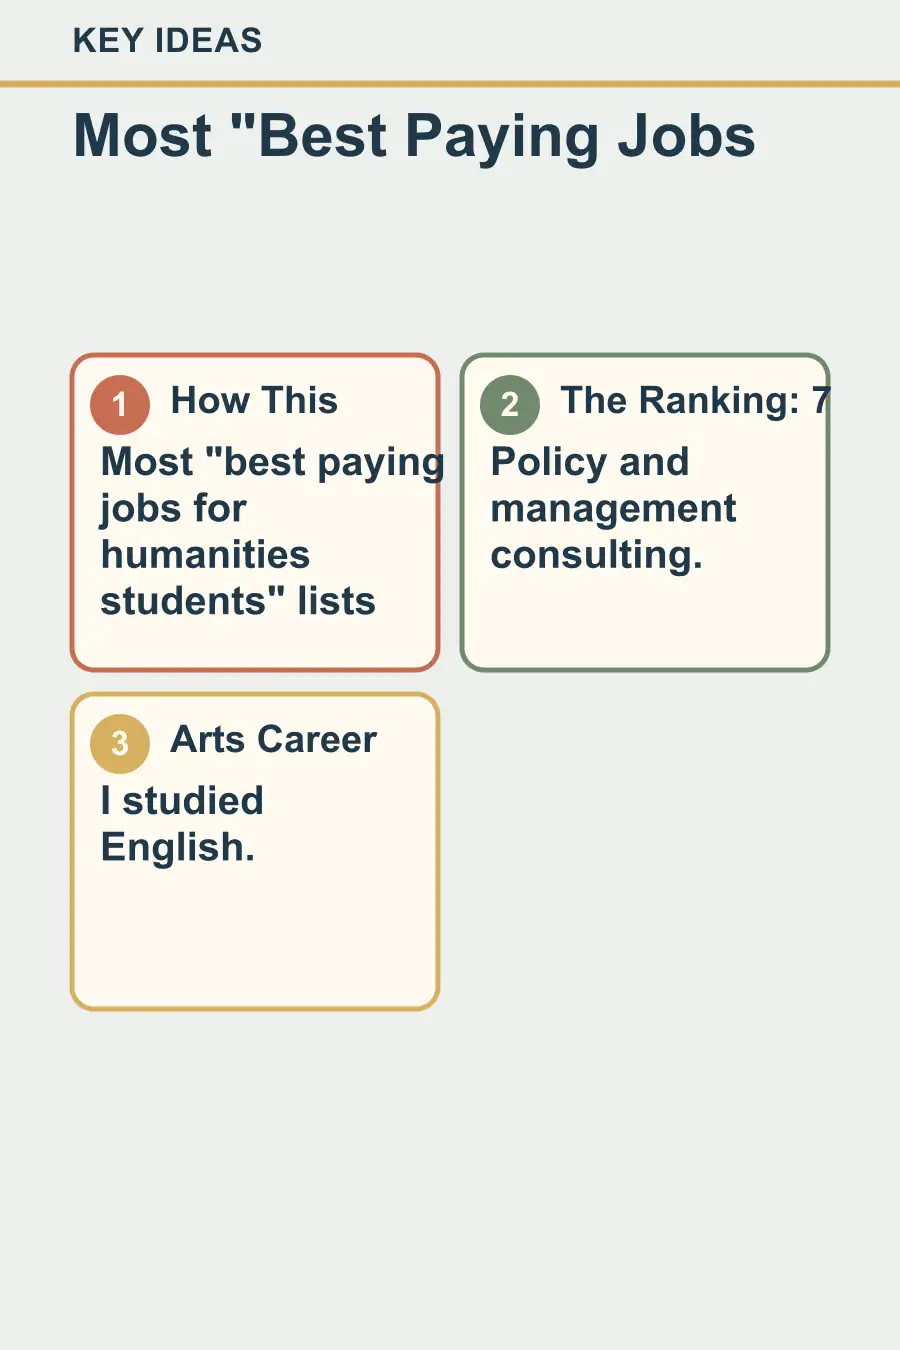 KEY IDEAS
Most "Best Paying Jobs
1 How This
Most "best paying
jobs for
humanities
students" lists
2 The Ranking: 7
Policy and
management
consulting.
3 Arts Career
I studied
English.